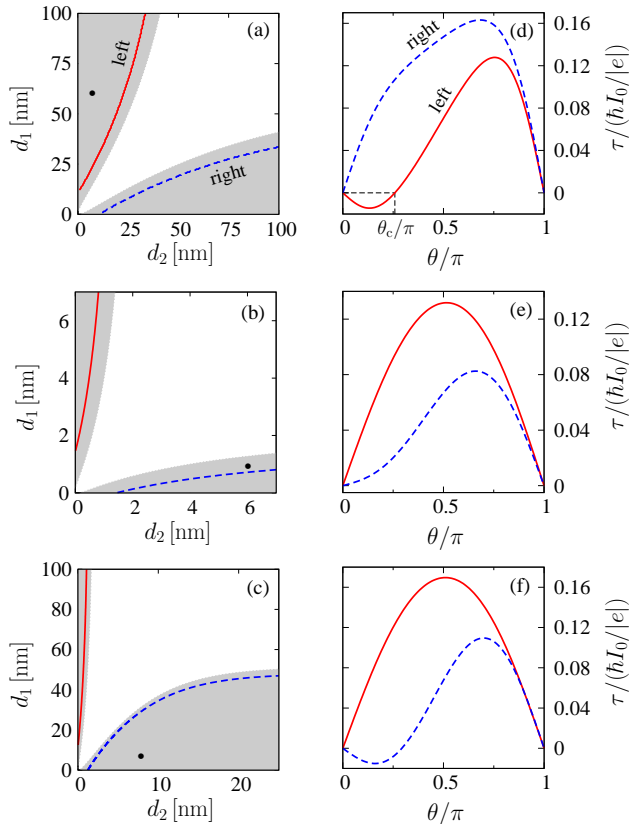 100
75
50
25
0
d₁ [nm]
0
25
50
75
100
d₂ [nm]
(a)
left
right
(d)
right
left
0.16
0.12
0.08
0.04
0
τ/(ℏI₀/|e|)
0
θc/π
0.5
1
θ/π
6
4
2
0
d₁ [nm]
0
2
4
6
d₂ [nm]
(b)
(e)
0.12
0.08
0.04
0
τ/(ℏI₀/|e|)
0
0.5
1
θ/π
100
80
60
40
20
0
d₁ [nm]
0
10
20
d₂ [nm]
(c)
(f)
0.16
0.12
0.08
0.04
0
τ/(ℏI₀/|e|)
0
0.5
1
θ/π